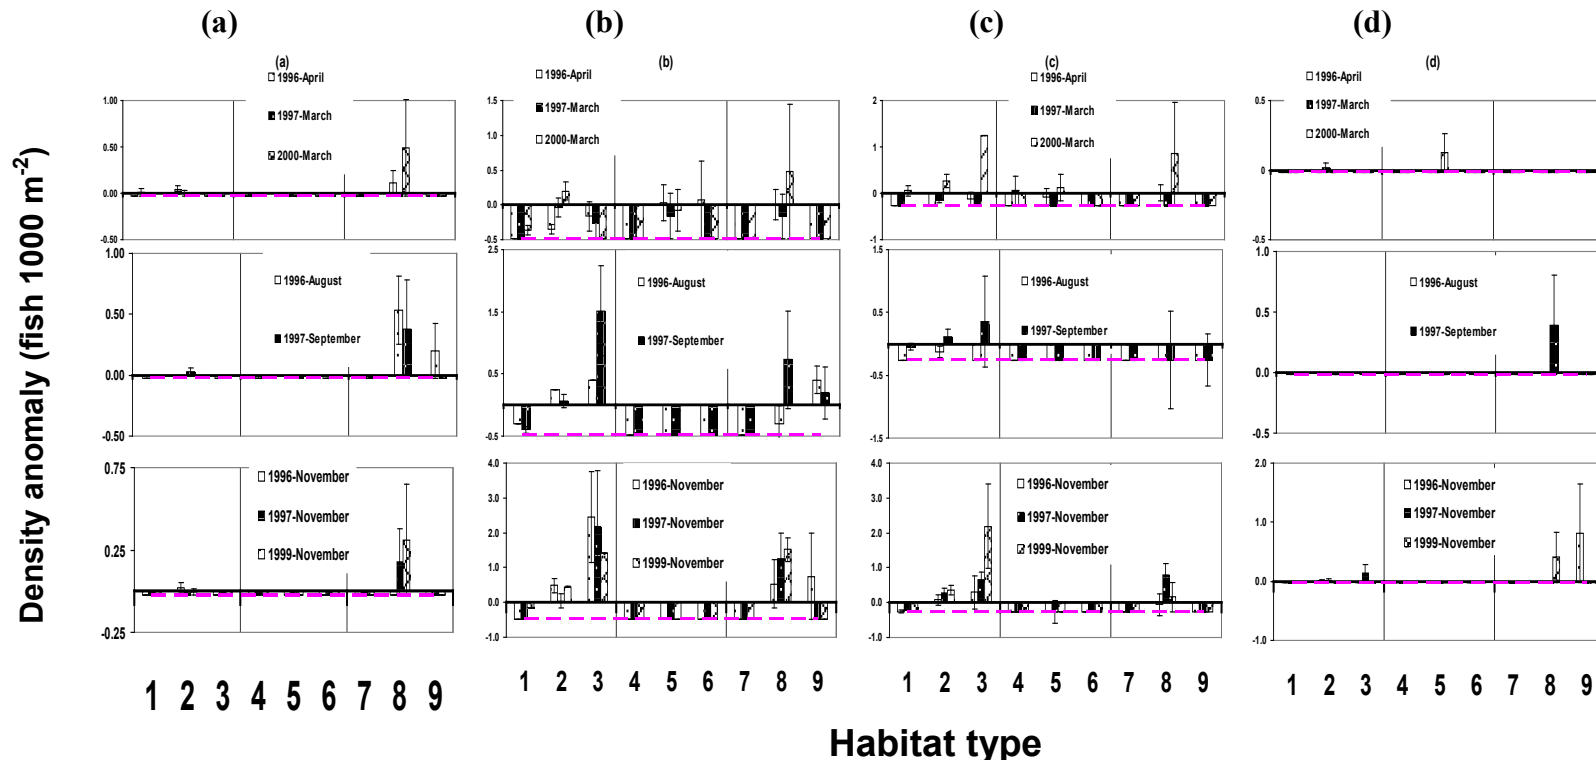 (a) (b) (c) (d)
(a) (b) (c) (d)
Density anomaly (fish 1000 m⁻²)
1996-April
1997-March
2000-March
1.00
0.50
0.00
-0.50
1996-April
1997-March
2000-March
1.5
1.0
0.5
0.0
-0.5
1996-April
1997-March
2000-March
2
1
0
-1
1996-April
1997-March
2000-March
0.5
0
-0.5
1996-August
1997-September
1.00
0.50
0.00
-0.50
1996-August
1997-September
2.5
1.5
0.5
-0.5
1996-August
1997-September
1.5
0.5
-0.5
-1.5
1996-August
1997-September
1.0
0.5
0.0
-0.5
1996-November
1997-November
1999-November
0.75
0.25
-0.25
1996-November
1997-November
1999-November
4.0
3.0
2.0
1.0
0.0
-1.0
1996-November
1997-November
1999-November
4.0
3.0
2.0
1.0
0.0
-1.0
1996-November
1997-November
1999-November
2.0
1.0
0.0
-1.0
1 2 3 4 5 6 7 8 9
1 2 3 4 5 6 7 8 9
1 2 3 4 5 6 7 8 9
1 2 3 4 5 6 7 8 9
Habitat type